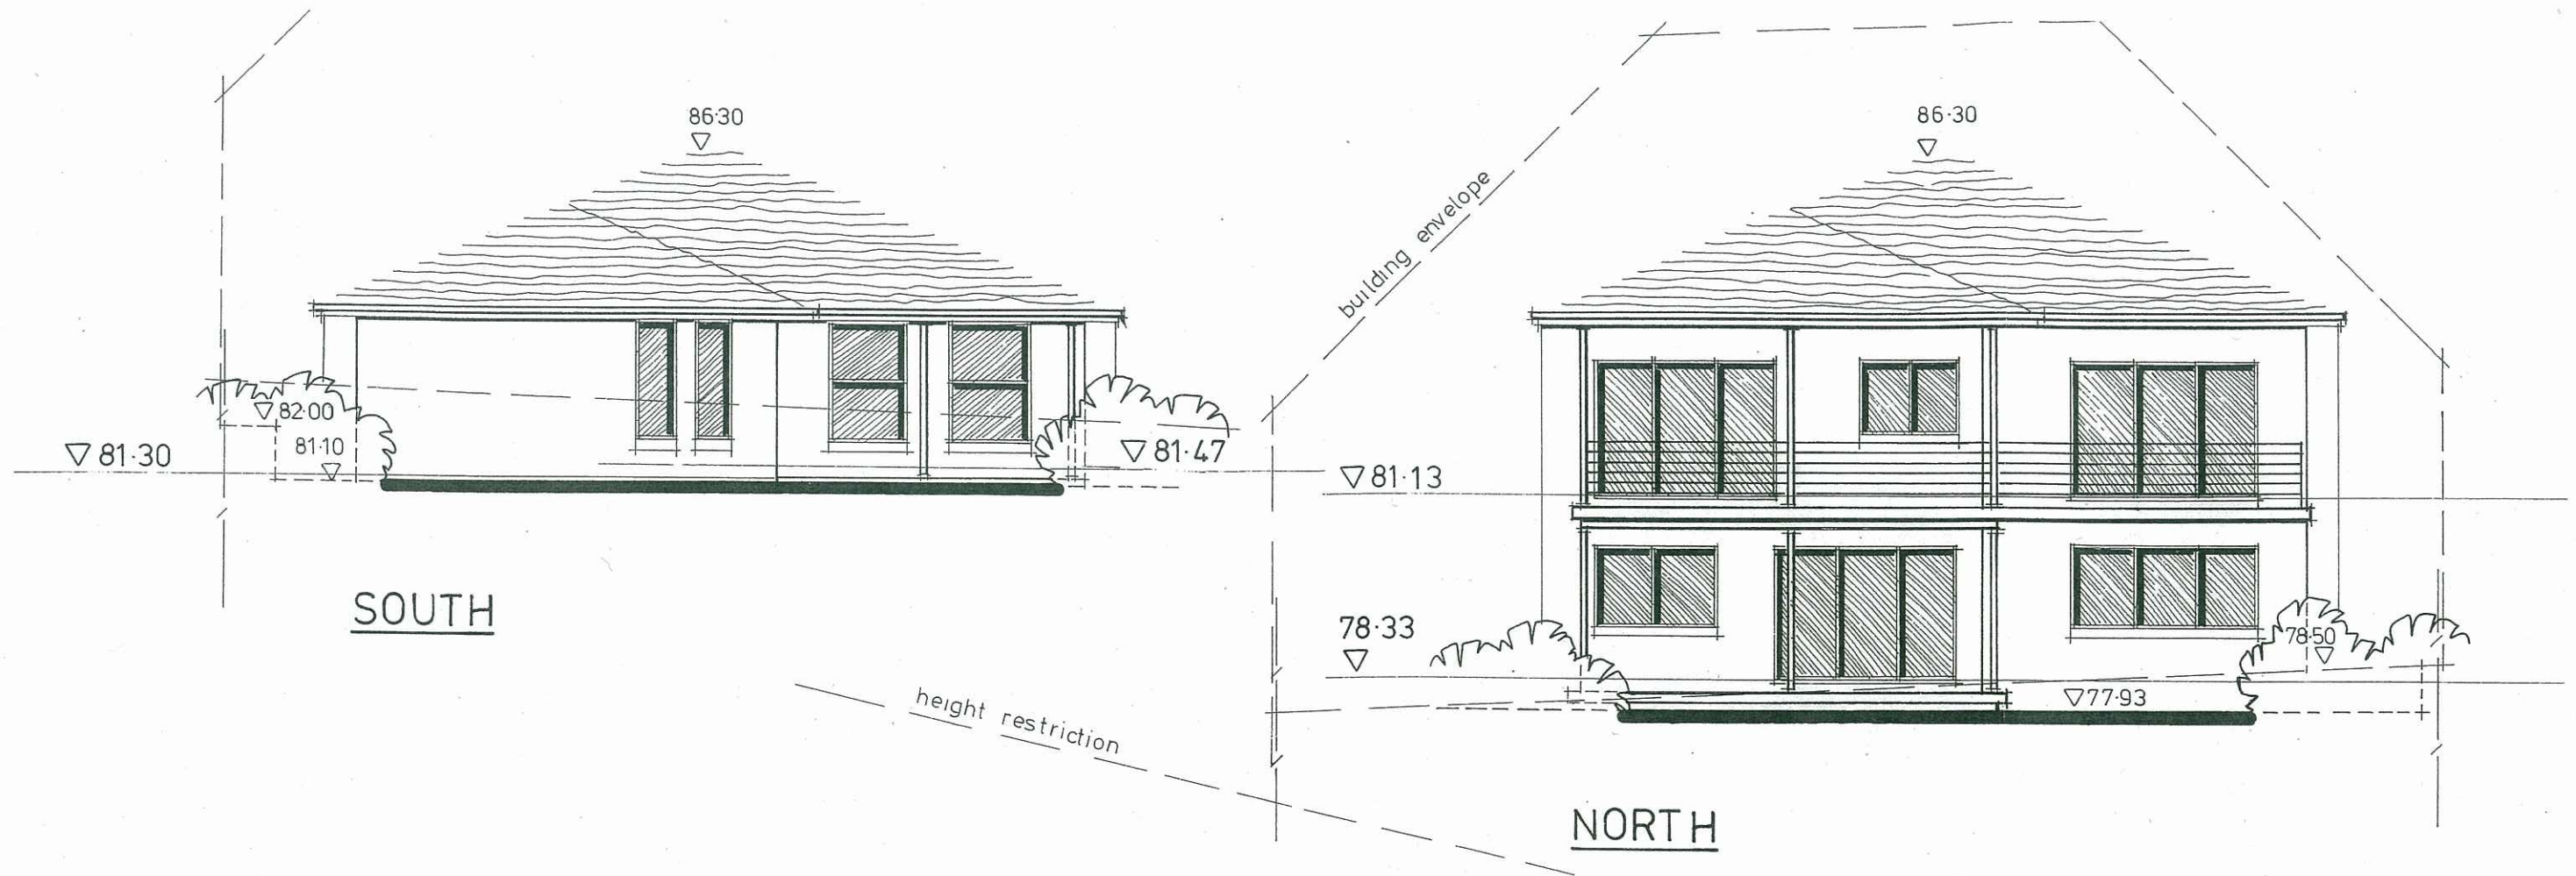 86·30
82·00
81·10
81·30
81·47
SOUTH
height restriction
building envelope
86·30
81·13
78·33
78·50
77·93
NORTH